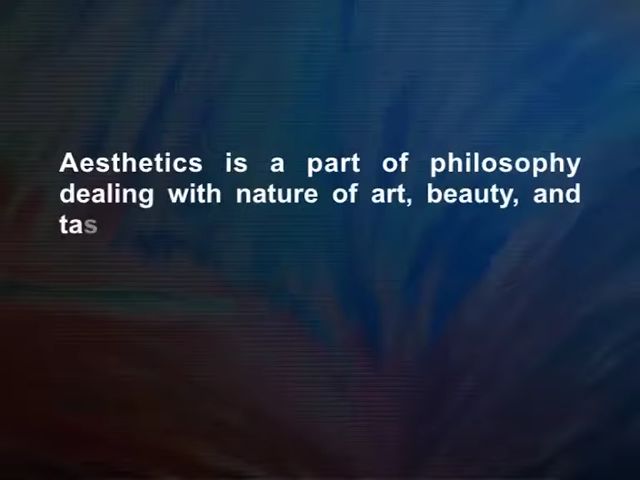 Aesthetics is a part of philosophy
dealing with nature of art, beauty, and
tas